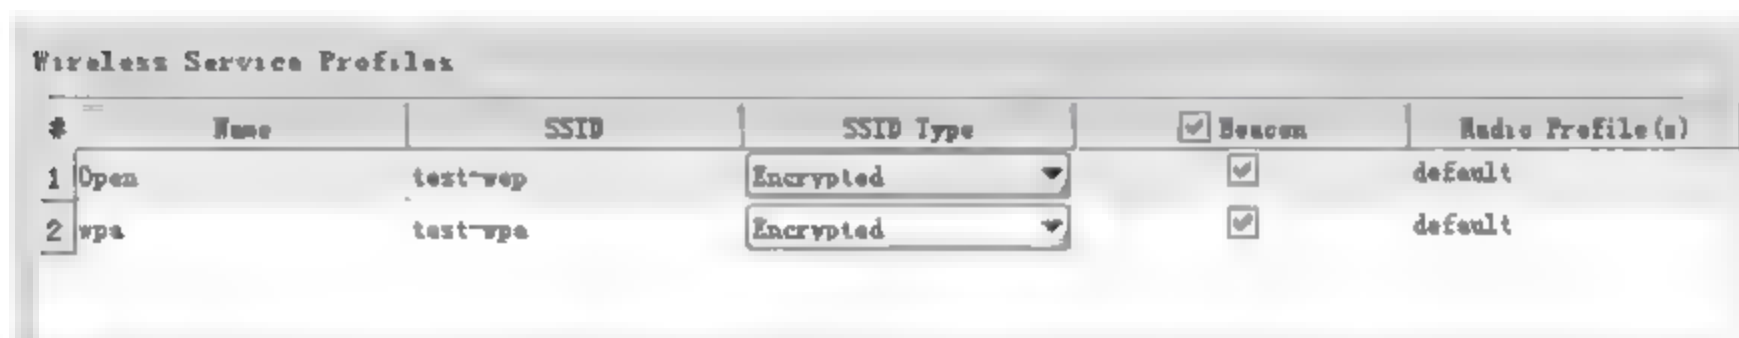 Wireless Service Profiles
# Name SSID SSID Type Beacon Radio Profile(s)
1 Open test-wep Encrypted default
2 wpa test-wpa Encrypted default